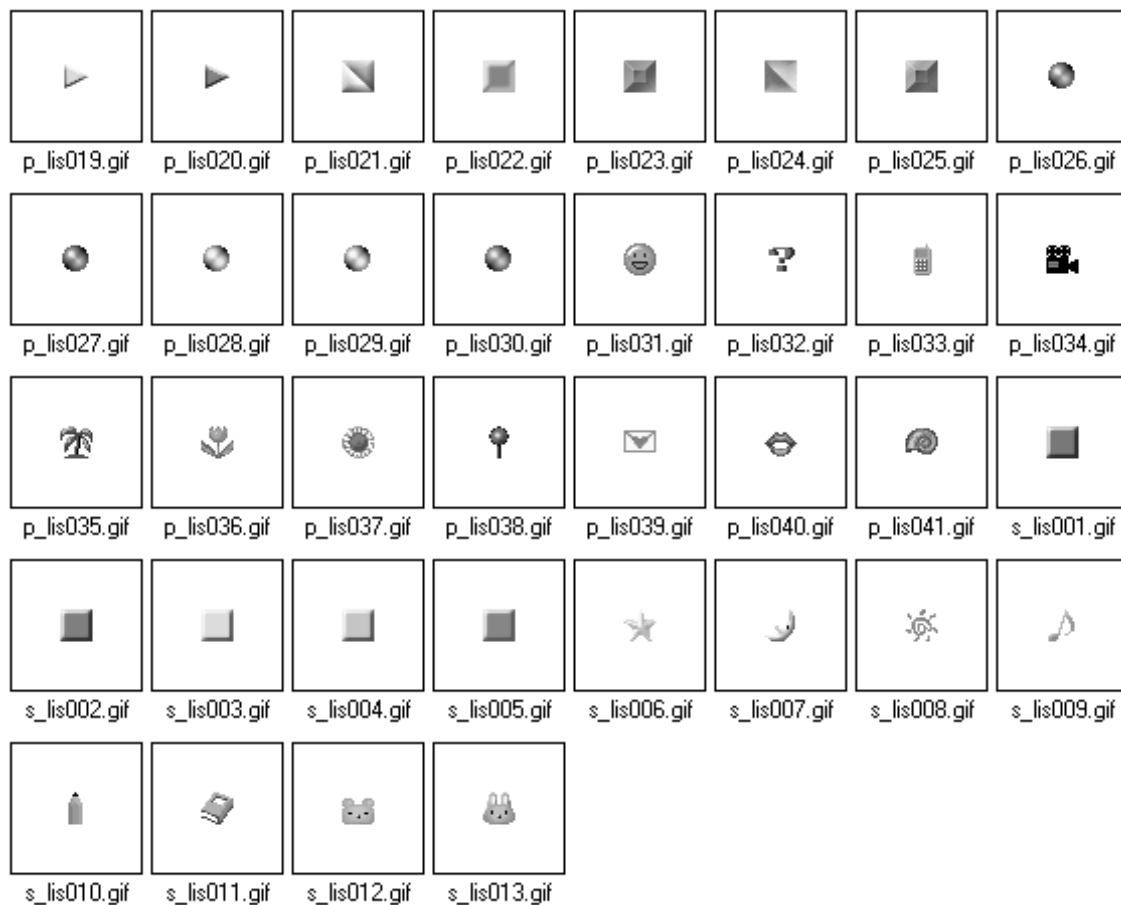 p_lis019.gif p_lis020.gif p_lis021.gif p_lis022.gif p_lis023.gif p_lis024.gif p_lis025.gif p_lis026.gif
p_lis027.gif p_lis028.gif p_lis029.gif p_lis030.gif p_lis031.gif p_lis032.gif p_lis033.gif p_lis034.gif
p_lis035.gif p_lis036.gif p_lis037.gif p_lis038.gif p_lis039.gif p_lis040.gif p_lis041.gif s_lis001.gif
s_lis002.gif s_lis003.gif s_lis004.gif s_lis005.gif s_lis006.gif s_lis007.gif s_lis008.gif s_lis009.gif
s_lis010.gif s_lis011.gif s_lis012.gif s_lis013.gif